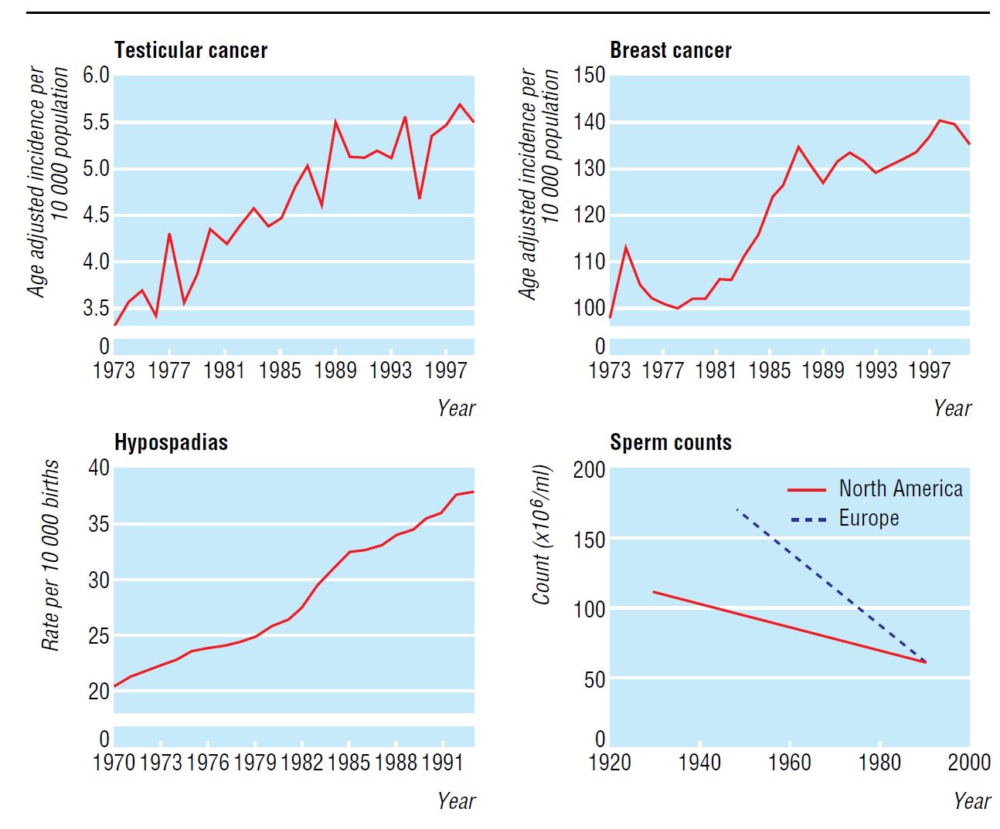 Testicular cancer
Age adjusted incidence per
10 000 population
6.0
5.5
5.0
4.5
4.0
3.5
0
1973 1977 1981 1985 1989 1993 1997
Year
Breast cancer
Age adjusted incidence per
10 000 population
150
140
130
120
110
100
0
1973 1977 1981 1985 1989 1993 1997
Year
Hypospadias
Rate per 10 000 births
40
35
30
25
20
0
1970 1973 1976 1979 1982 1985 1988 1991
Year
Sperm counts
Count (x10⁶/ml)
200
150
100
50
0
North America
Europe
1920 1940 1960 1980 2000
Year